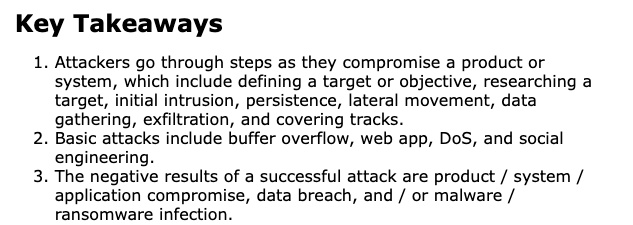 Key Takeaways
1. Attackers go through steps as they compromise a product or
system, which include defining a target or objective, researching a
target, initial intrusion, persistence, lateral movement, data
gathering, exfiltration, and covering tracks.
2. Basic attacks include buffer overflow, web app, DoS, and social
engineering.
3. The negative results of a successful attack are product / system /
application compromise, data breach, and / or malware /
ransomware infection.